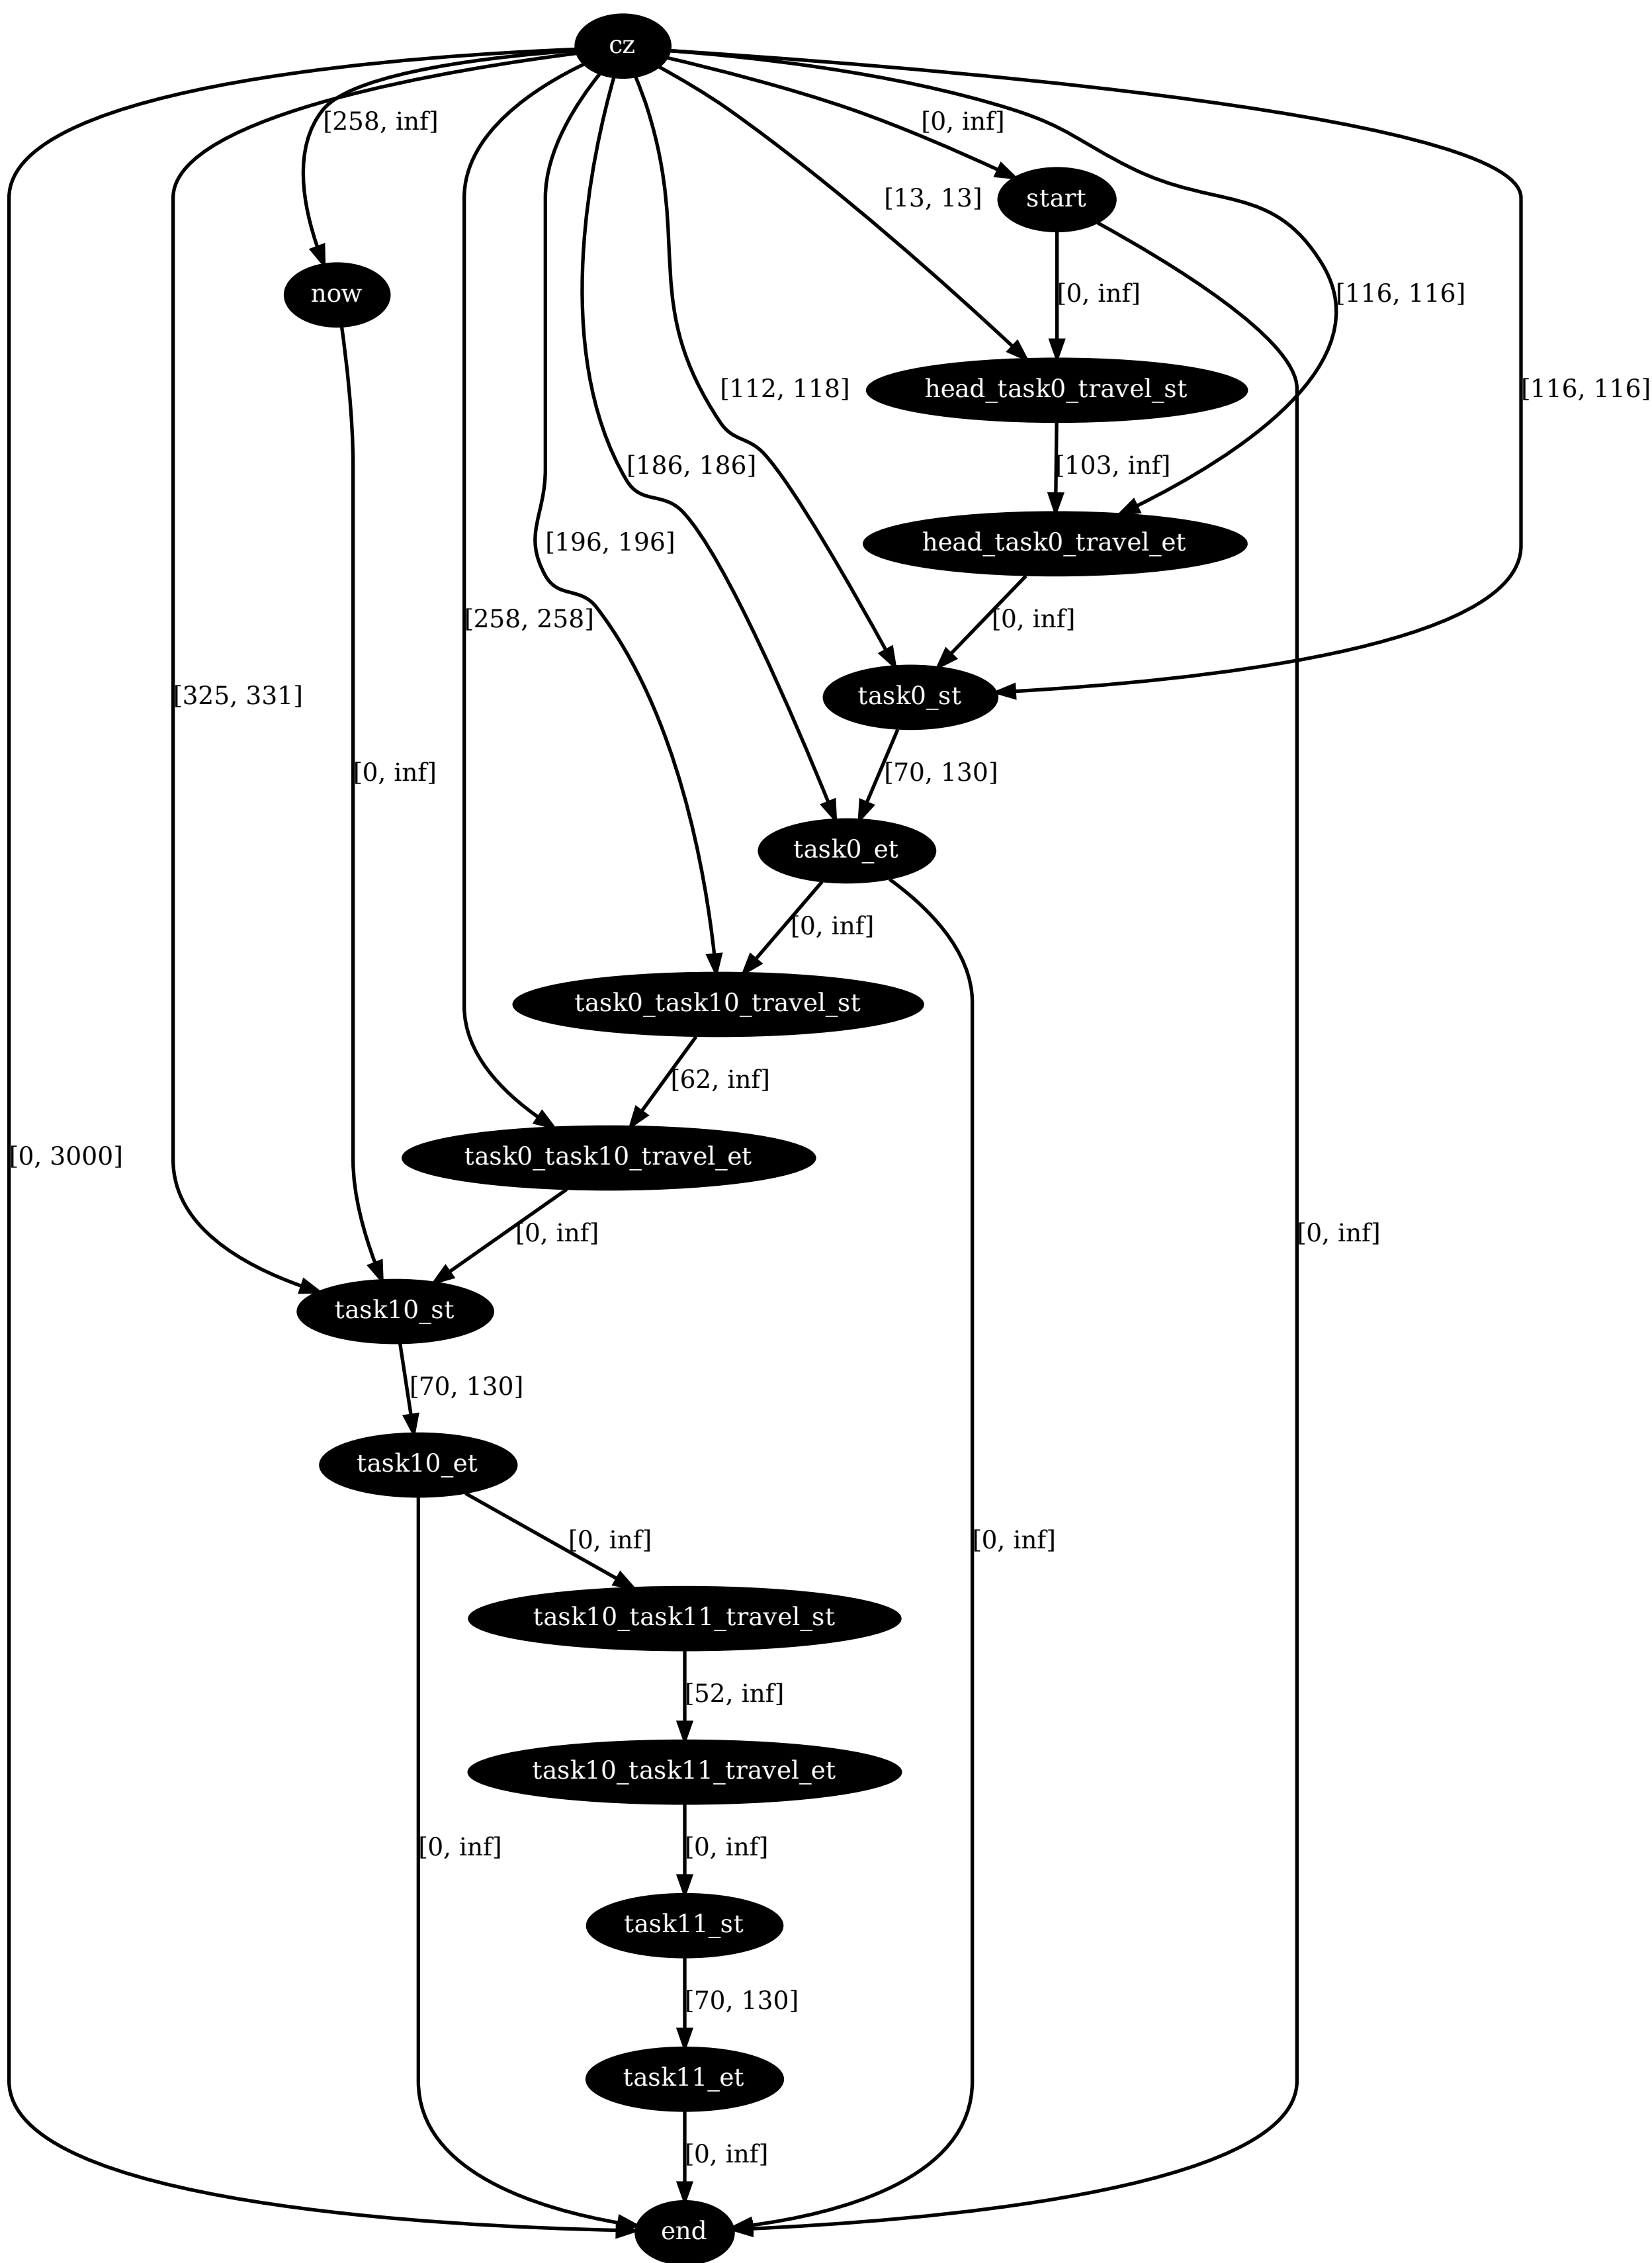 cz
[258, inf]
[0, inf]
[13, 13]
start
now
[0, inf]
[116, 116]
[112, 118]
head_task0_travel_st
[116, 116]
[186, 186]
[103, inf]
[196, 196]
head_task0_travel_et
[258, 258]
[0, inf]
[325, 331]
task0_st
[0, inf]
[70, 130]
task0_et
[0, inf]
task0_task10_travel_st
[62, inf]
[0, 3000]
task0_task10_travel_et
[0, inf]
[0, inf]
task10_st
[70, 130]
task10_et
[0, inf]
[0, inf]
task10_task11_travel_st
[52, inf]
task10_task11_travel_et
[0, inf]
[0, inf]
task11_st
[70, 130]
task11_et
[0, inf]
end